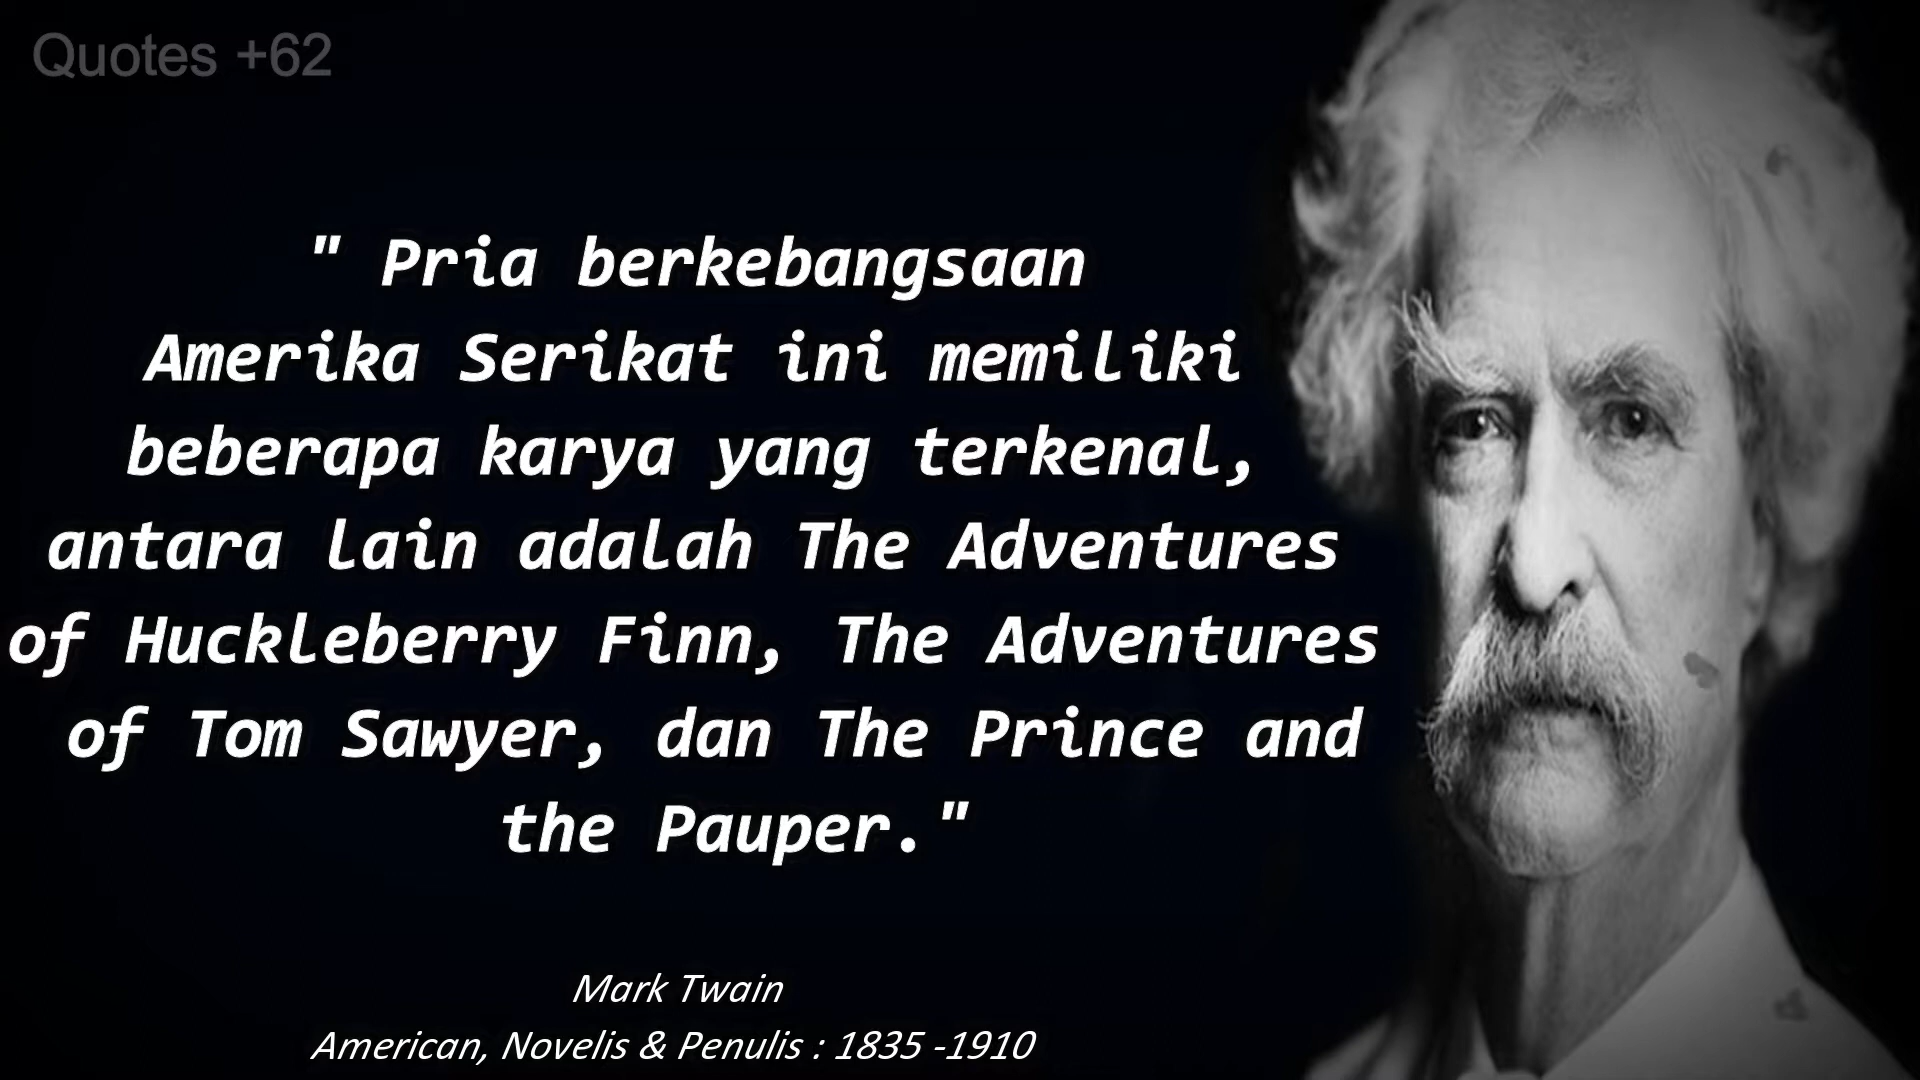 Quotes +62
" Pria berkebangsaan
Amerika Serikat ini memiliki
beberapa karya yang terkenal,
antara lain adalah The Adventures
of Huckleberry Finn, The Adventures
of Tom Sawyer, dan The Prince and
the Pauper."
Mark Twain
American, Novelis & Penulis : 1835 -1910